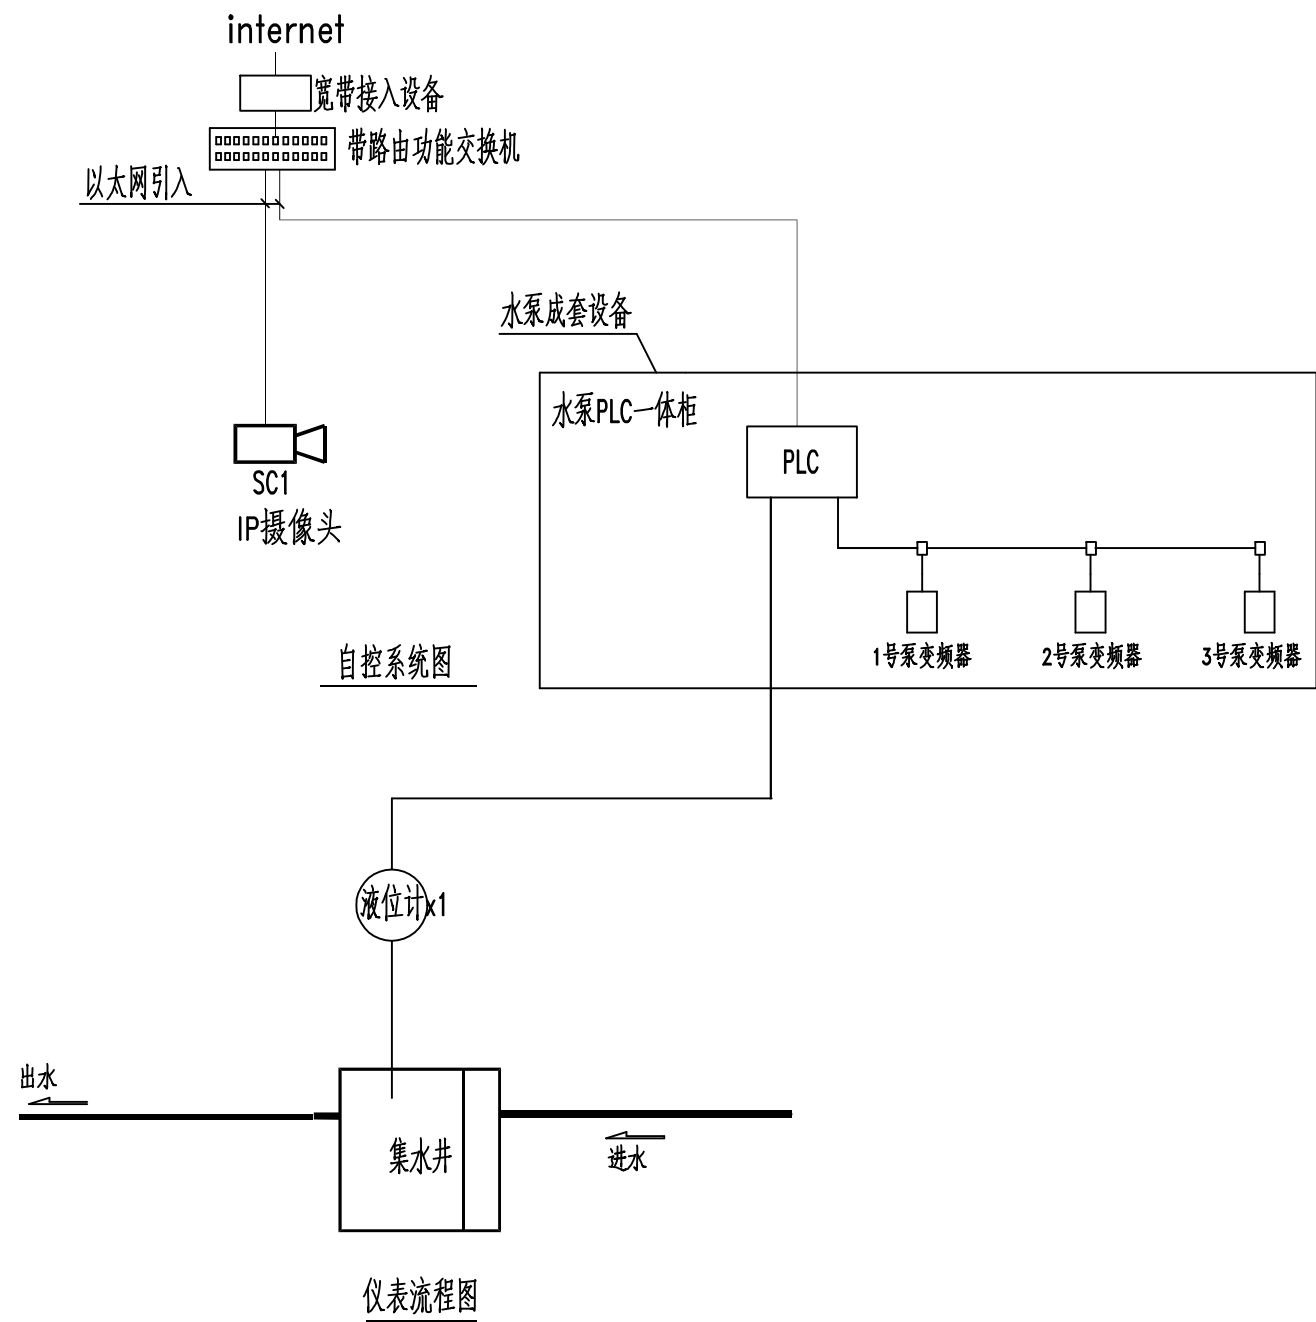 internet
宽带接入设备
带路由功能交换机
以太网引入
水泵成套设备
水泵PLC一体柜
PLC
SC1
IP摄像头
1号泵变频器
2号泵变频器
3号泵变频器
自控系统图
液位计x1
出水
集水井
进水
仪表流程图